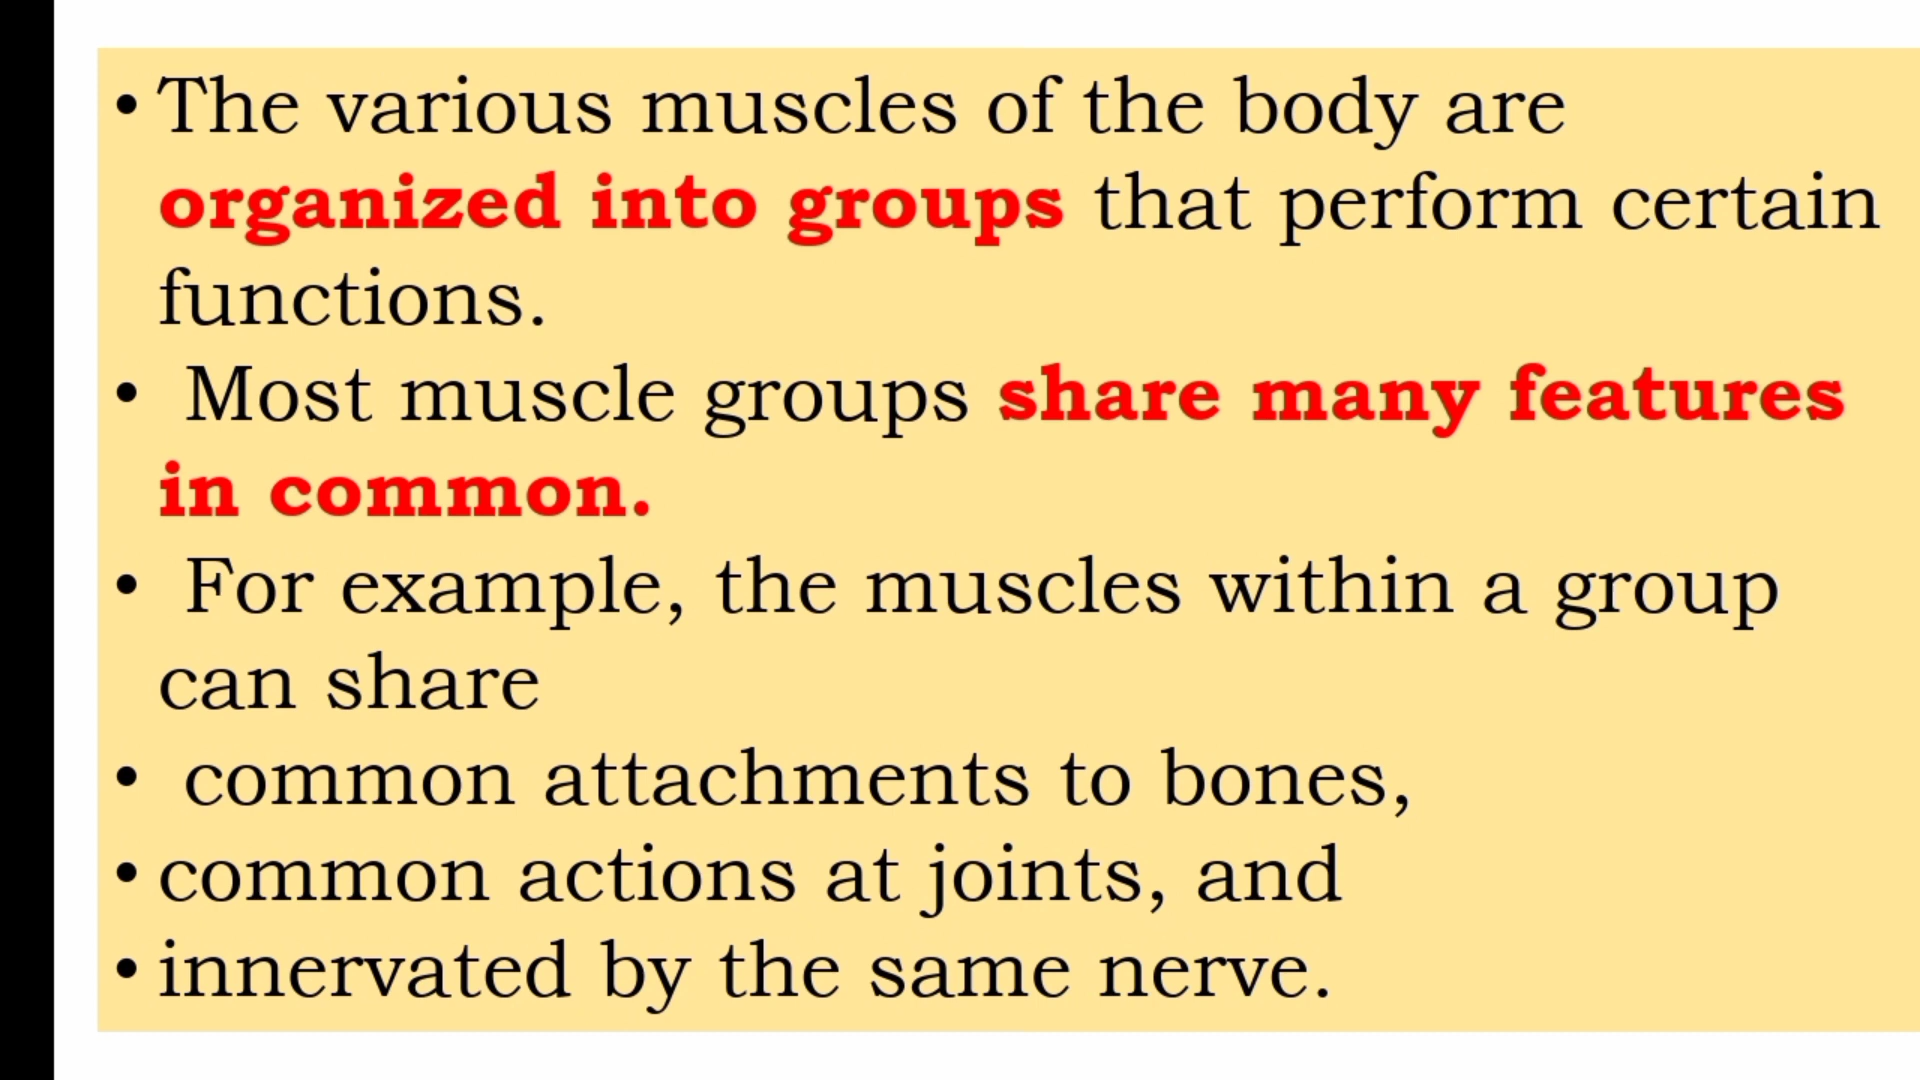 • The various muscles of the body are
organized into groups that perform certain
functions.
• Most muscle groups share many features
in common.
• For example, the muscles within a group
can share
• common attachments to bones,
• common actions at joints, and
• innervated by the same nerve.